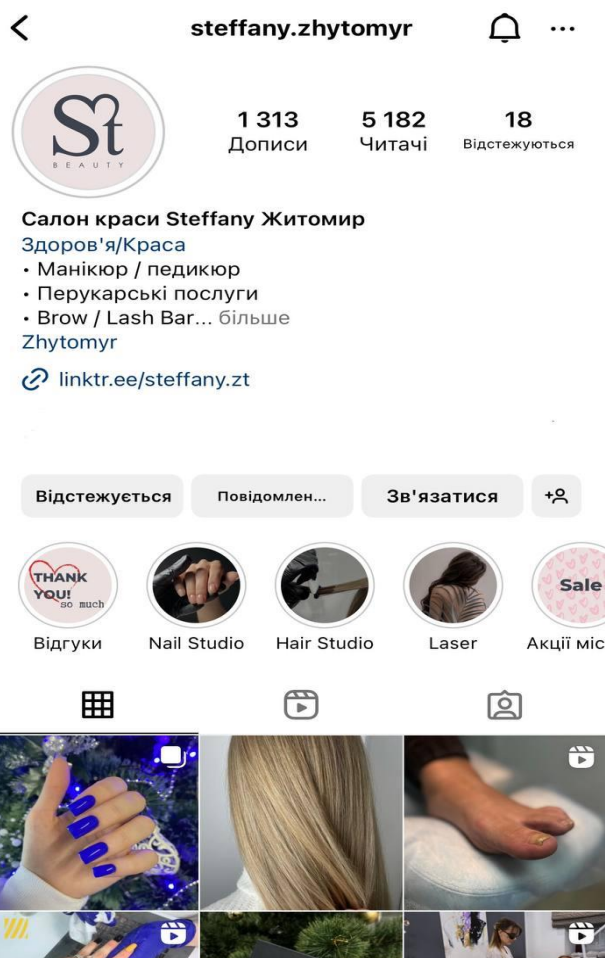 steffany.zhytomyr
St
BEAUTY
1 313
Дописи
5 182
Читачі
18
Відстежуються
Салон краси Steffany Житомир
Здоров'я/Краса
• Манікюр / педикюр
• Перукарські послуги
• Brow / Lash Bar... більше
Zhytomyr
linktr.ee/steffany.zt
Відстежується
Повідомлен...
Зв'язатися
THANK
YOU!
so much
Sale
Відгуки
Nail Studio
Hair Studio
Laser
Акції міс